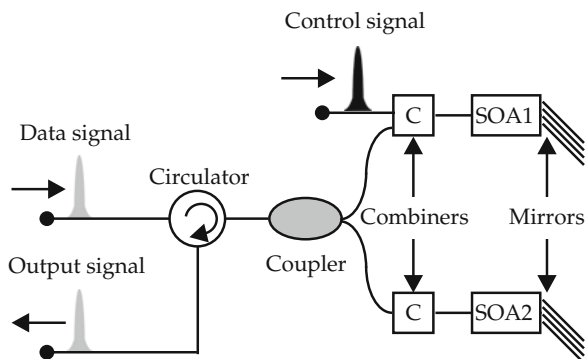 Control signal
C
SOA1
Data signal
Circulator
Combiners
Mirrors
Coupler
Output signal
C
SOA2